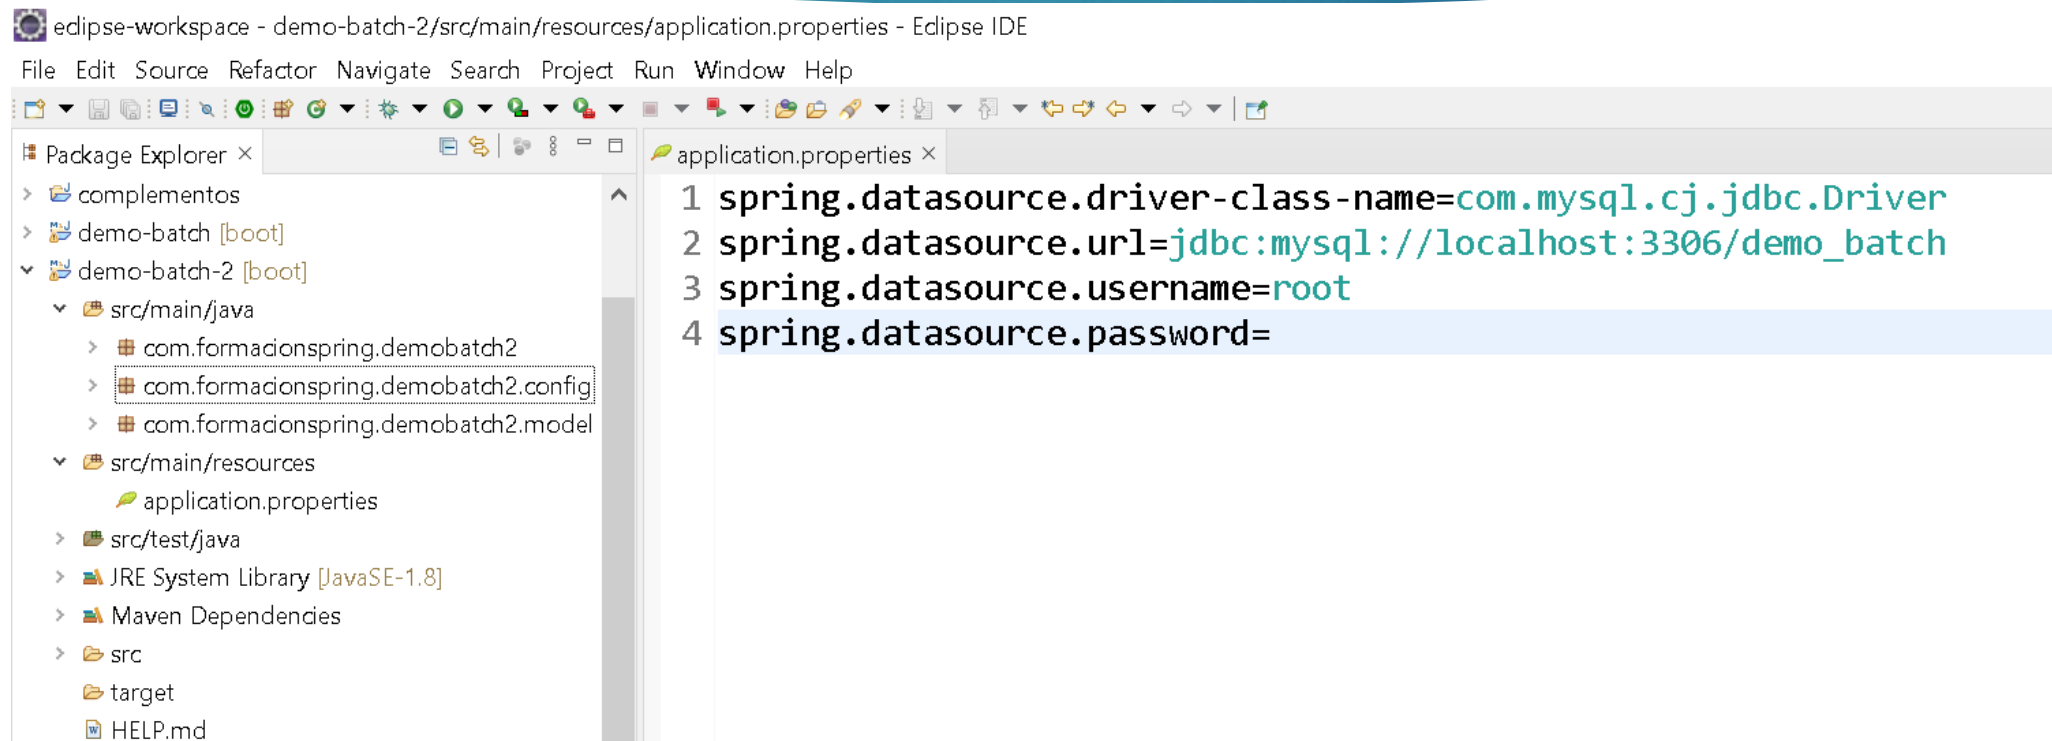 eclipse-workspace - demo-batch-2/src/main/resources/application.properties - Eclipse IDE
File Edit Source Refactor Navigate Search Project Run Window Help
Package Explorer
complementos
demo-batch [boot]
demo-batch-2 [boot]
src/main/java
com.formacionspring.demobatch2
com.formacionspring.demobatch2.config
com.formacionspring.demobatch2.model
src/main/resources
application.properties
src/test/java
JRE System Library [JavaSE-1.8]
Maven Dependencies
src
target
HELP.md
application.properties
1 spring.datasource.driver-class-name=com.mysql.cj.jdbc.Driver
2 spring.datasource.url=jdbc:mysql://localhost:3306/demo_batch
3 spring.datasource.username=root
4 spring.datasource.password=